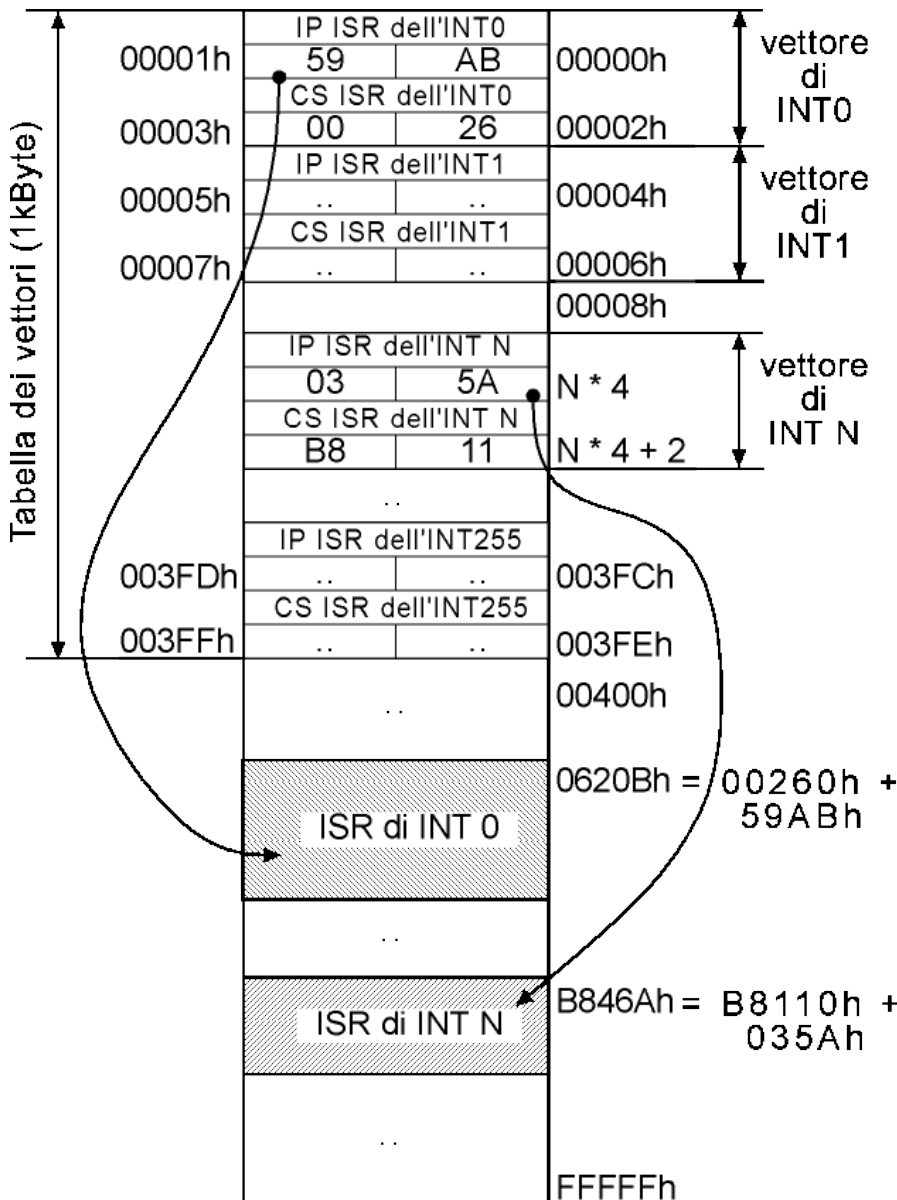 IP ISR dell'INT0
00001h 59 AB 00000h
CS ISR dell'INT0
00003h 00 26 00002h
vettore
di
INT0
IP ISR dell'INT1
00005h .. .. 00004h
CS ISR dell'INT1
00007h .. .. 00006h
vettore
di
INT1
00008h
IP ISR dell'INT N
03 5A N * 4
CS ISR dell'INT N
B8 11 N * 4 + 2
vettore
di
INT N
Tabella dei vettori (1kByte)
..
IP ISR dell'INT255
003FDh .. .. 003FCh
CS ISR dell'INT255
003FFh .. .. 003FEh
00400h
..
0620Bh = 00260h +
59ABh
ISR di INT 0
..
B846Ah = B8110h +
035Ah
ISR di INT N
..
FFFFFh